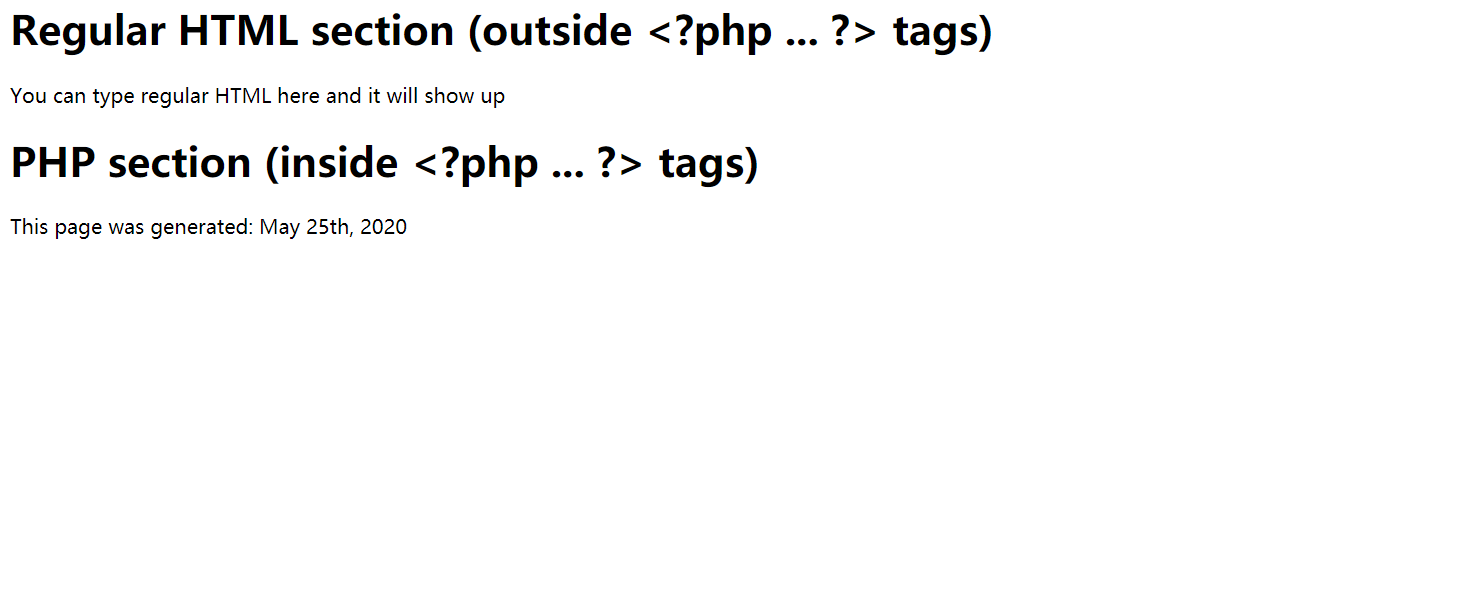 Regular HTML section (outside <?php ... ?> tags)
You can type regular HTML here and it will show up
PHP section (inside <?php ... ?> tags)
This page was generated: May 25th, 2020